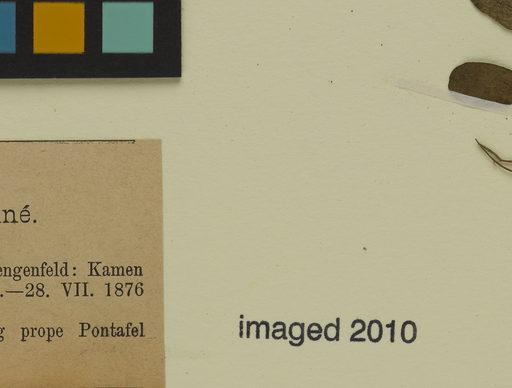 né.
engenfeld: Kamen
.—28. VII. 1876
g prope Pontafel
imaged 2010